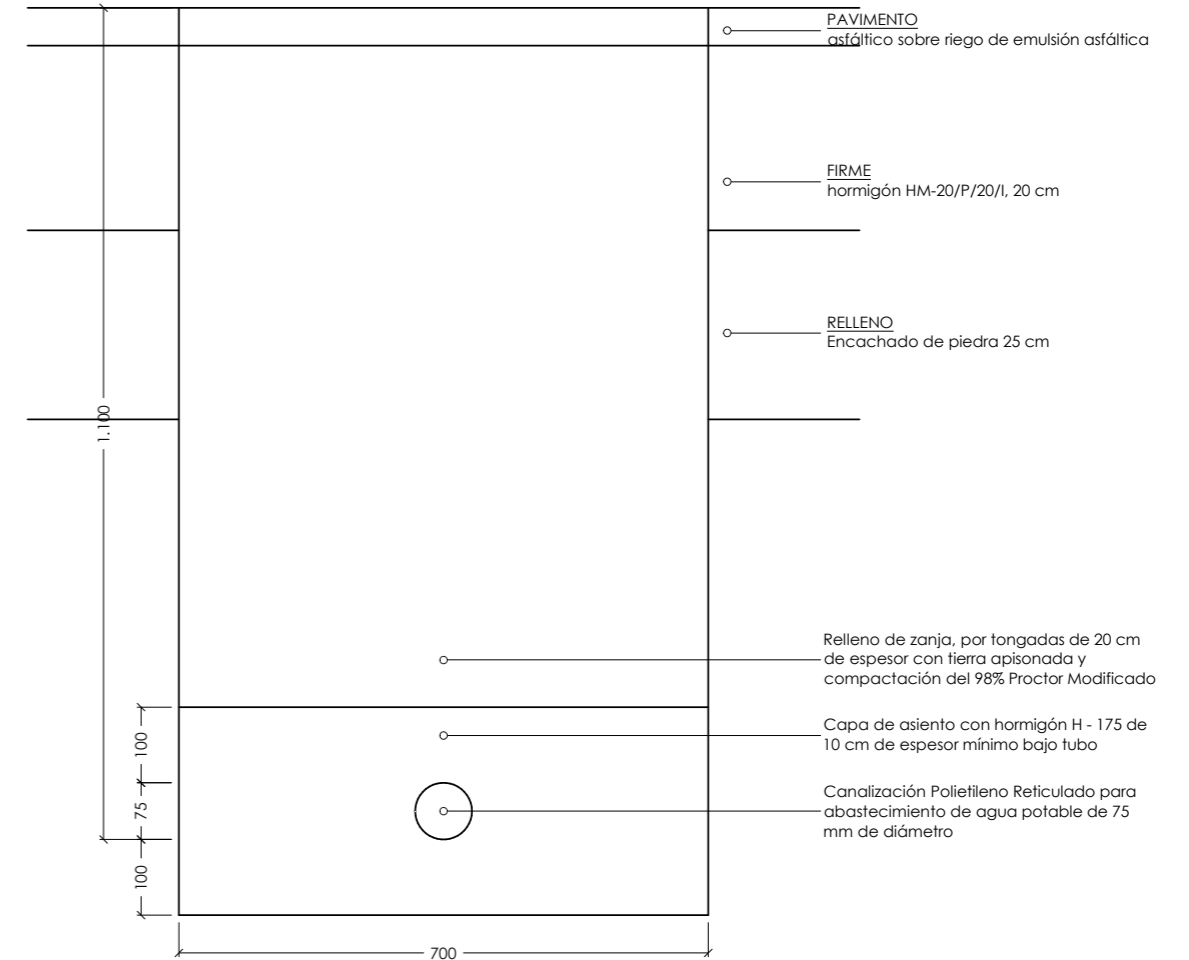 PAVIMENTO
asfáltico sobre riego de emulsión asfáltica
FIRME
hormigón HM-20/P/20/I, 20 cm
RELLENO
Encachado de piedra 25 cm
1.100
Relleno de zanja, por tongadas de 20 cm
de espesor con tierra apisonada y
compactación del 98% Proctor Modificado
100
Capa de asiento con hormigón H - 175 de
10 cm de espesor mínimo bajo tubo
75
Canalización Polietileno Reticulado para
abastecimiento de agua potable de 75
mm de diámetro
100
700